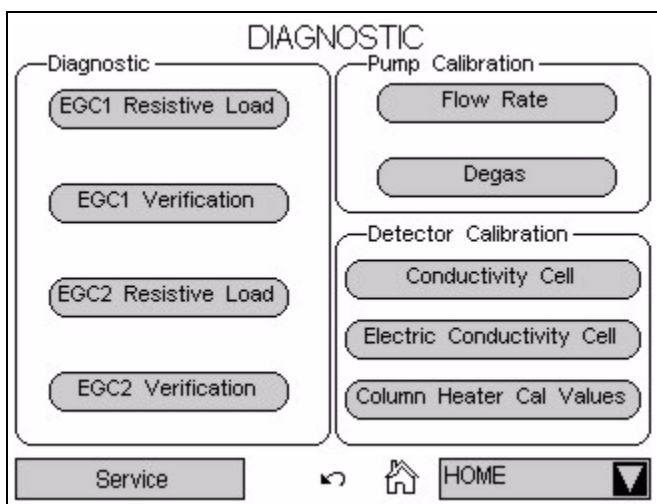 DIAGNOSTIC
Diagnostic
EGC1 Resistive Load
EGC1 Verification
EGC2 Resistive Load
EGC2 Verification
Pump Calibration
Flow Rate
Degas
Detector Calibration
Conductivity Cell
Electric Conductivity Cell
Column Heater Cal Values
Service
HOME